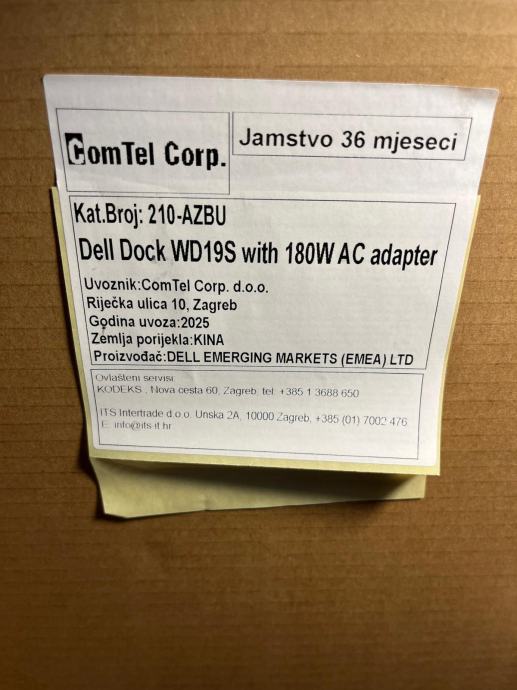 ComTel Corp.
Jamstvo 36 mjeseci
Kat.Broj: 210-AZBU
Dell Dock WD19S with 180W AC adapter
Uvoznik:ComTel Corp. d.o.o.
Riječka ulica 10, Zagreb
Godina uvoza:2025
Zemlja porijekla:KINA
Proizvođač:DELL EMERGING MARKETS (EMEA) LTD
Ovlašteni servisi
KODEKS , Nova cesta 60, Zagreb, tel. +385 1 3688 650
ITS Intertrade d.o.o. Unska 2A, 10000 Zagreb, +385 (01) 7002 476
E: info@its-it.hr